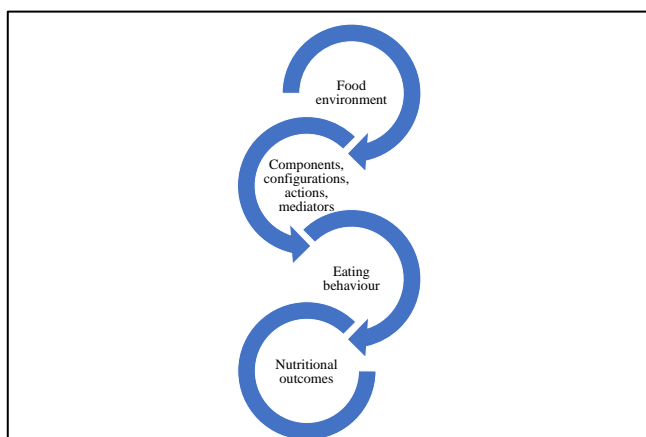 Food
environment
Components,
configurations,
actions,
mediators
Eating
behaviour
Nutritional
outcomes